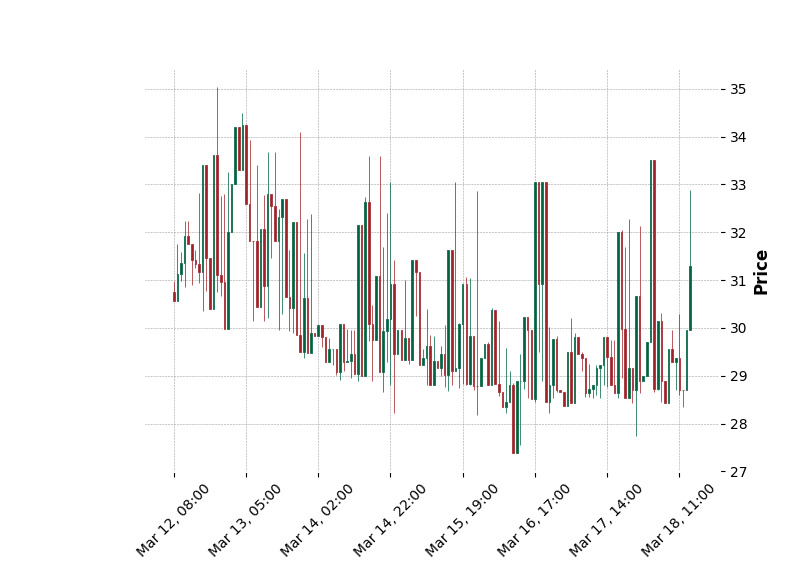 35
34
33
32
31
30
29
28
27
Price
Mar 12, 08:00
Mar 13, 05:00
Mar 14, 02:00
Mar 14, 22:00
Mar 15, 19:00
Mar 16, 17:00
Mar 17, 14:00
Mar 18, 11:00